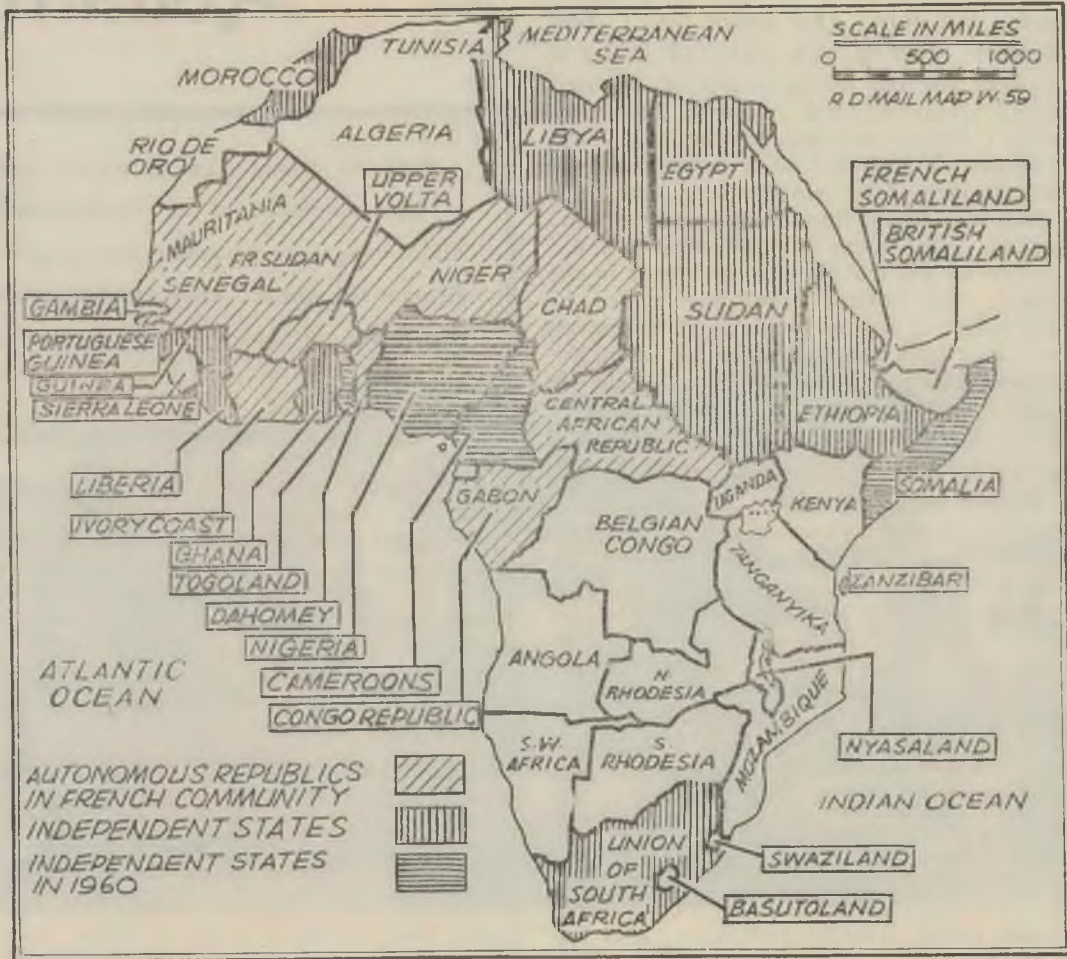 SCALE IN MILES
0 500 1000
R D MAIL MAP W. 59
MEDITERRANEAN
SEA
TUNISIA
MOROCCO
ALGERIA
LIBYA
EGYPT
RIO DE
ORO
UPPER
VOLTA
FRENCH
SOMALILAND
BRITISH
SOMALILAND
MAURITANIA
FR SUDAN
SENEGAL
NIGER
CHAD
SUDAN
GAMBIA
PORTUGUESE
GUINEA
GUINEA
SIERRA LEONE
CENTRAL
AFRICAN
REPUBLIC
ETHIOPIA
LIBERIA
IVORY COAST
GHANA
TOGOLAND
DAHOMEY
NIGERIA
CAMEROONS
CONGO REPUBLIC
GABON
BELGIAN
CONGO
UGANDA
KENYA
SOMALIA
TANGANYIKA
ZANZIBAR
ATLANTIC
OCEAN
ANGOLA
N.
RHODESIA
MOZAMBIQUE
NYASALAND
S.W.
AFRICA
S.
RHODESIA
INDIAN OCEAN
AUTONOMOUS REPUBLICS
IN FRENCH COMMUNITY
INDEPENDENT STATES
INDEPENDENT STATES
IN 1960
UNION
OF
SOUTH
AFRICA
SWAZILAND
BASUTOLAND